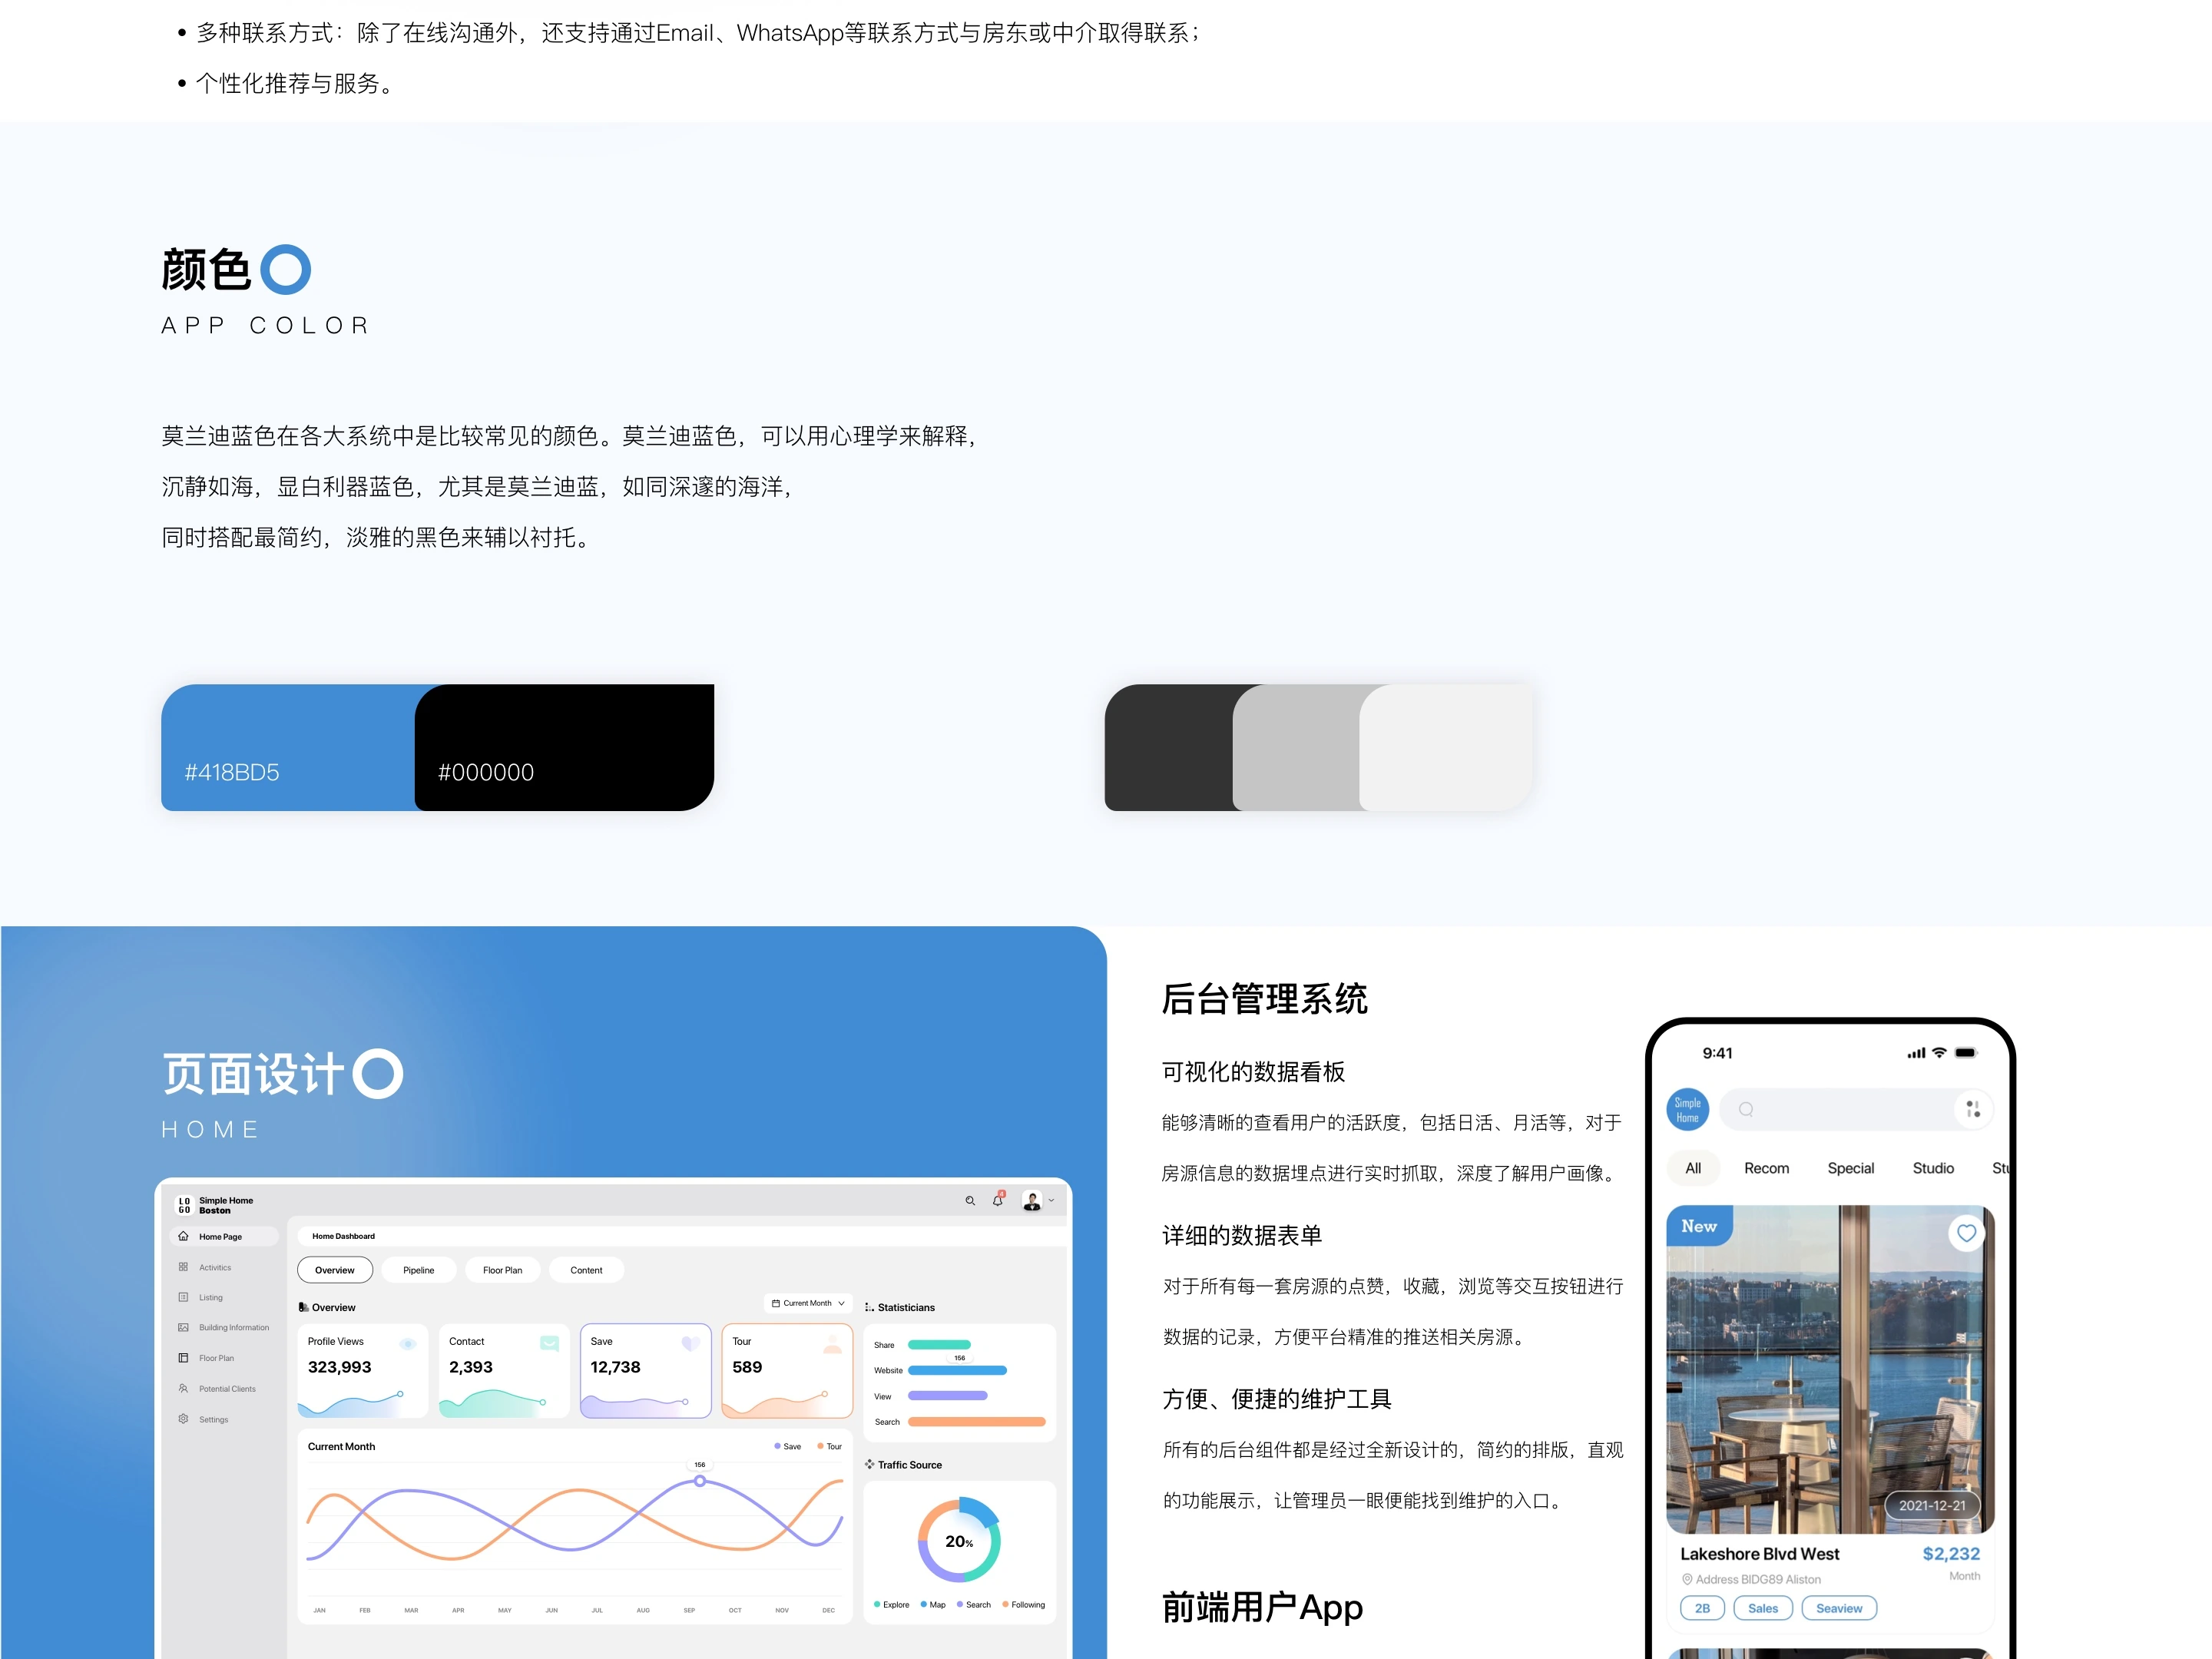 • 多种联系方式：除了在线沟通外，还支持通过Email、WhatsApp等联系方式与房东或中介取得联系；
• 个性化推荐与服务。
颜色
APP COLOR
莫兰迪蓝色在各大系统中是比较常见的颜色。莫兰迪蓝色，可以用心理学来解释，
沉静如海，显白利器蓝色，尤其是莫兰迪蓝，如同深邃的海洋，
同时搭配最简约，淡雅的黑色来辅以衬托。
#418BD5
#000000
页面设计
HOME
LO
GO
Simple Home
Boston
4
Home Page
Activitics
Listing
Building Information
Floor Plan
Potential Clients
Settings
Home Dashboard
Overview
Pipeline
Floor Plan
Content
Overview
Current Month
Profile Views
323,993
Contact
2,393
Save
12,738
Tour
589
Current Month
Save
Tour
156
JAN FEB MAR APR MAY JUN JUL AUG SEP OCT NOV DEC
Statisticians
Share
156
Website
View
Search
Traffic Source
20%
Explore Map Search Following
后台管理系统
可视化的数据看板
能够清晰的查看用户的活跃度，包括日活、月活等，对于
房源信息的数据埋点进行实时抓取，深度了解用户画像。
详细的数据表单
对于所有每一套房源的点赞，收藏，浏览等交互按钮进行
数据的记录，方便平台精准的推送相关房源。
方便、便捷的维护工具
所有的后台组件都是经过全新设计的，简约的排版，直观
的功能展示，让管理员一眼便能找到维护的入口。
前端用户App
9:41
Simple
Home
All Recom Special Studio Stu
New
2021-12-21
Lakeshore Blvd West
$2,232
Address BIDG89 Aliston
Month
2B
Sales
Seaview